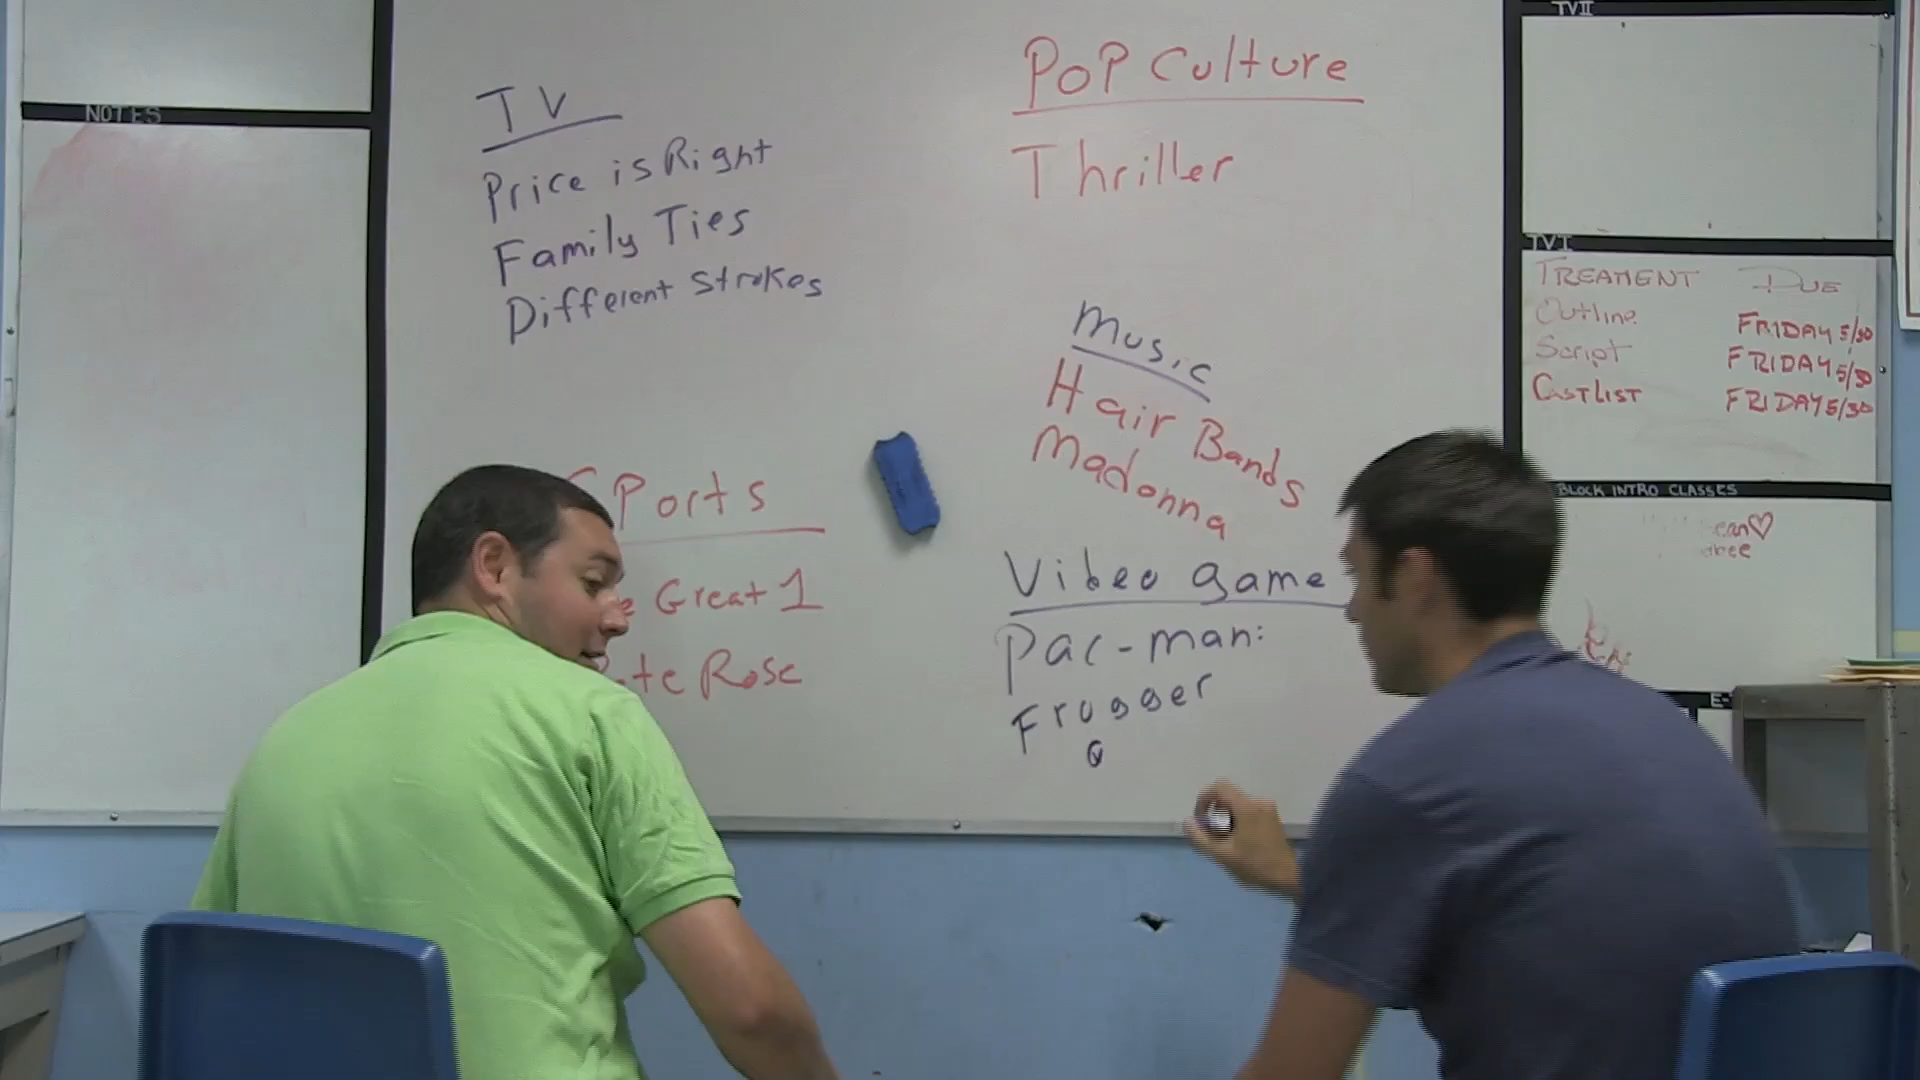 NOTES
TV
Price is Right
Family Ties
Different Strokes
Sports
Great 1
Rose
POP Culture
Thriller
Music
Hair Bands
Madonna
Video Game
Pac-man:
Frogger
TVII
TVI
TREAMENT DUE
Outline FRIDAY 5/30
Script FRIDAY 5/30
CASTLIST FRIDAY 5/30
BLOCK INTRO CLASSES